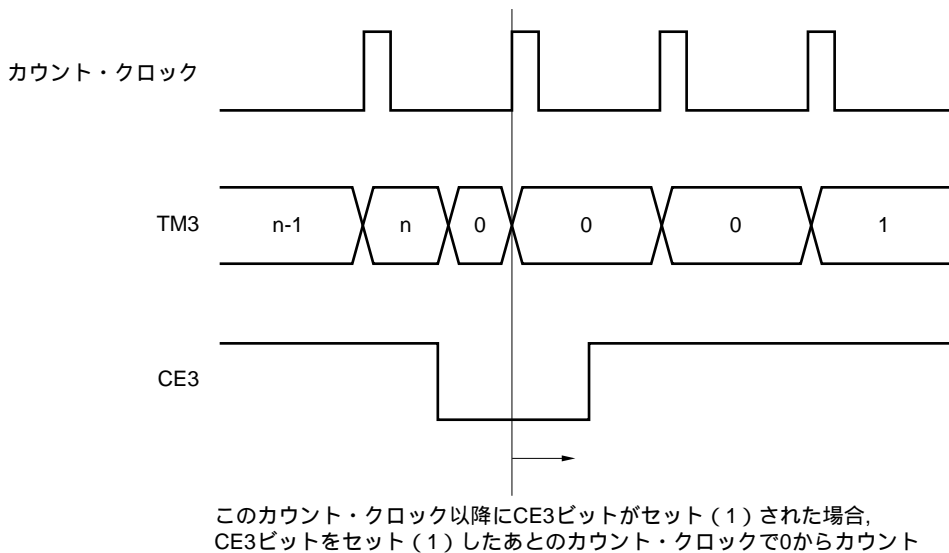 カウント・クロック
TM3
n-1
n
0
0
0
1
CE3
このカウント・クロック以降にCE3ビットがセット（1）された場合,
CE3ビットをセット（1）したあとのカウント・クロックで0からカウント